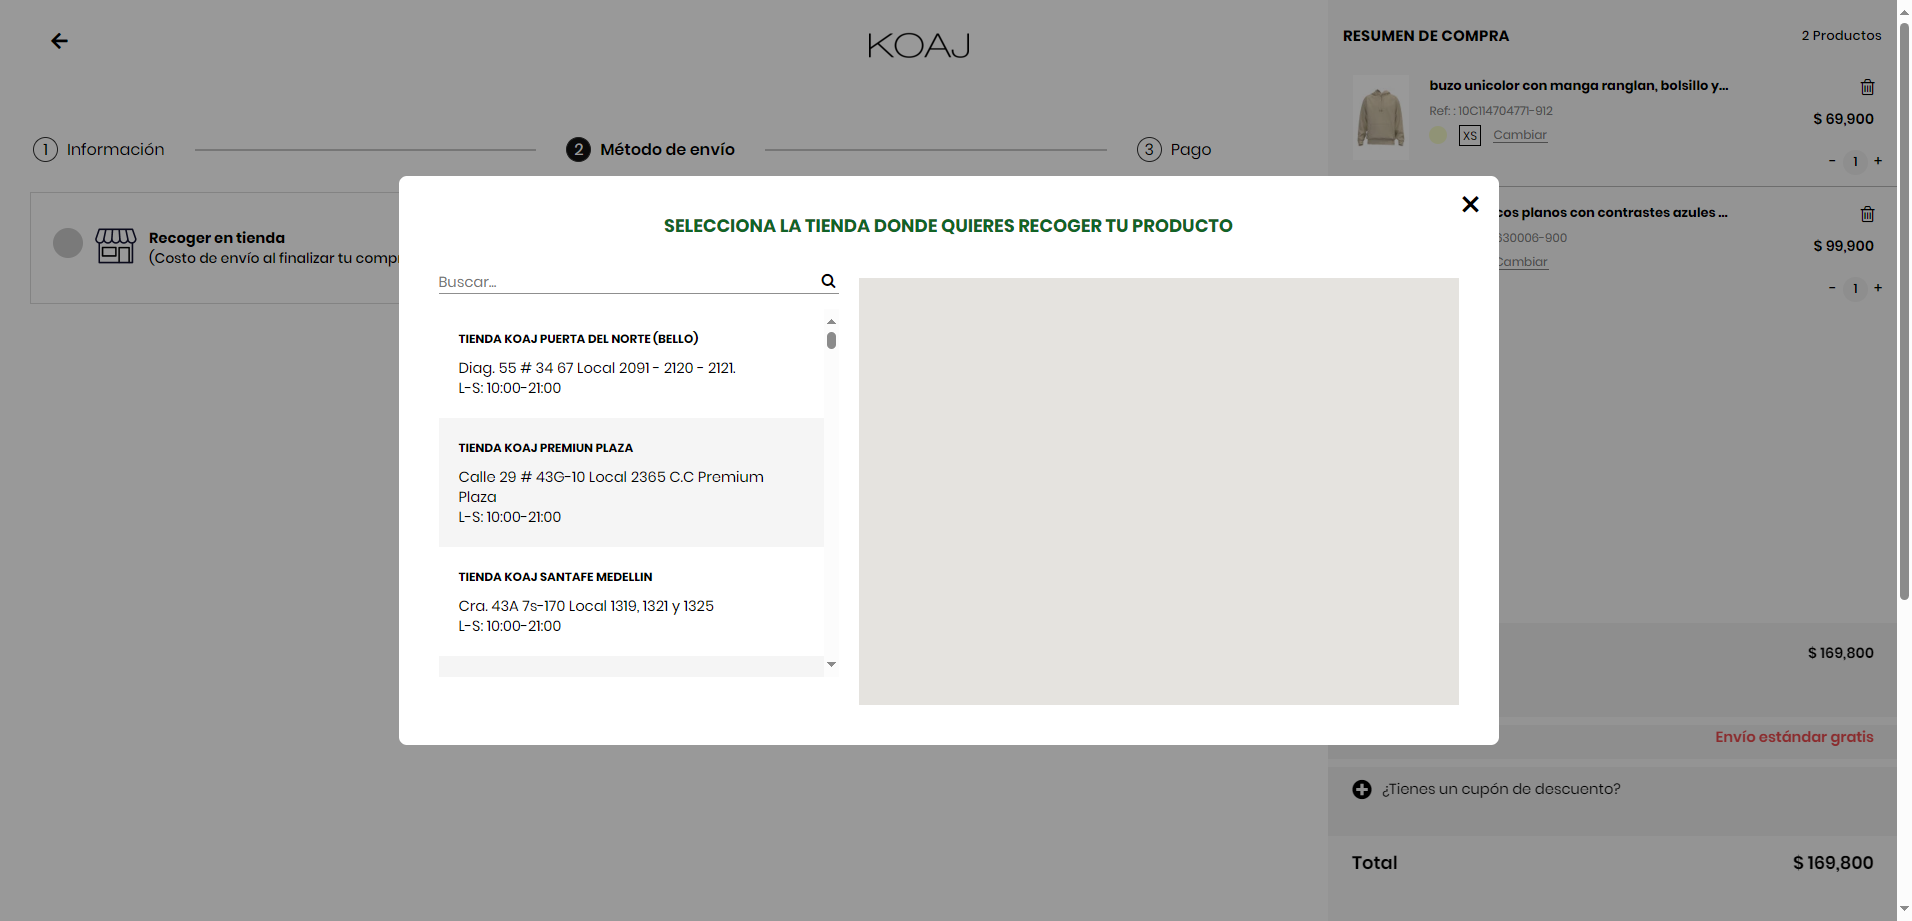 KOAJ
1 Información
2 Método de envío
3 Pago
Recoger en tienda
(Costo de envío al finalizar tu comp
SELECCIONA LA TIENDA DONDE QUIERES RECOGER TU PRODUCTO
Buscar...
TIENDA KOAJ PUERTA DEL NORTE (BELLO)
Diag. 55 # 34 67 Local 2091 - 2120 - 2121.
L-S: 10:00-21:00
TIENDA KOAJ PREMIUN PLAZA
Calle 29 # 43G-10 Local 2365 C.C Premium
Plaza
L-S: 10:00-21:00
TIENDA KOAJ SANTAFE MEDELLIN
Cra. 43A 7s-170 Local 1319, 1321 y 1325
L-S: 10:00-21:00
RESUMEN DE COMPRA
2 Productos
buzo unicolor con manga ranglan, bolsillo y...
Ref: : 10C114704771-912
$ 69,900
XS Cambiar
- 1 +
cos planos con contrastes azules ...
630006-900
$ 99,900
Cambiar
- 1 +
$ 169,800
Envío estándar gratis
¿Tienes un cupón de descuento?
Total
$ 169,800